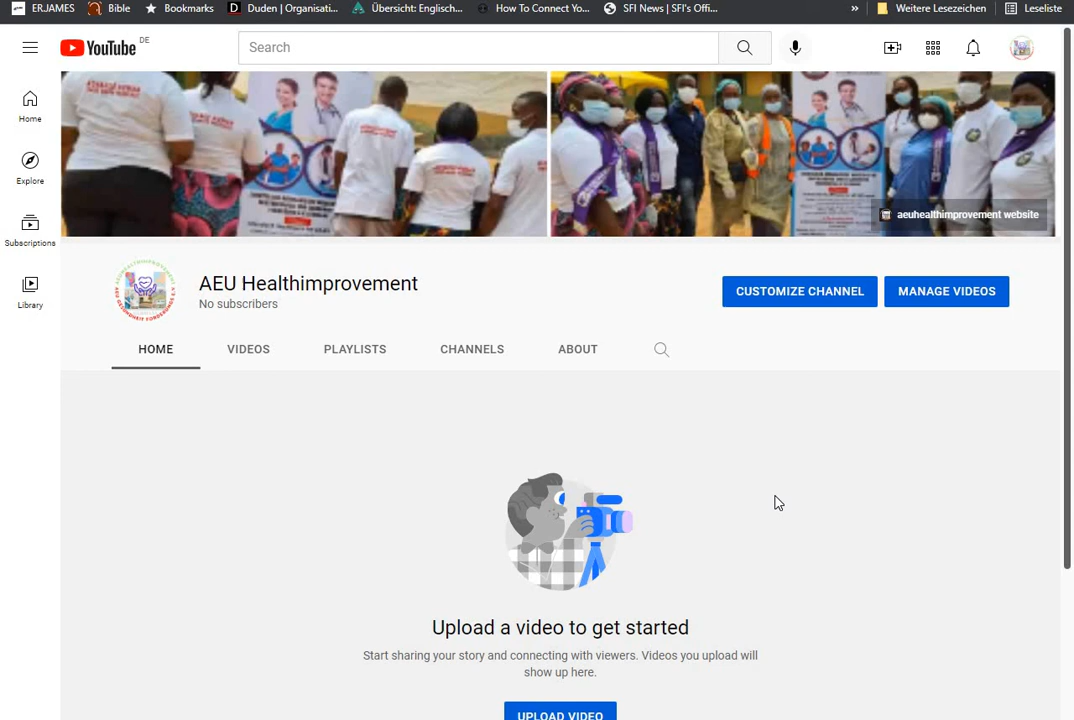 ERJAMES Bible Bookmarks Duden | Organisati... Übersicht: Englisch... How To Connect Yo... SFI News | SFI's Offi... » Weitere Lesezeichen Leseliste
YouTube DE
Search
aeuhealthimprovement website
Home
Explore
Subscriptions
Library
AEU Healthimprovement
No subscribers
CUSTOMIZE CHANNEL MANAGE VIDEOS
HOME VIDEOS PLAYLISTS CHANNELS ABOUT
Upload a video to get started
Start sharing your story and connecting with viewers. Videos you upload will
show up here.
UPLOAD VIDEO